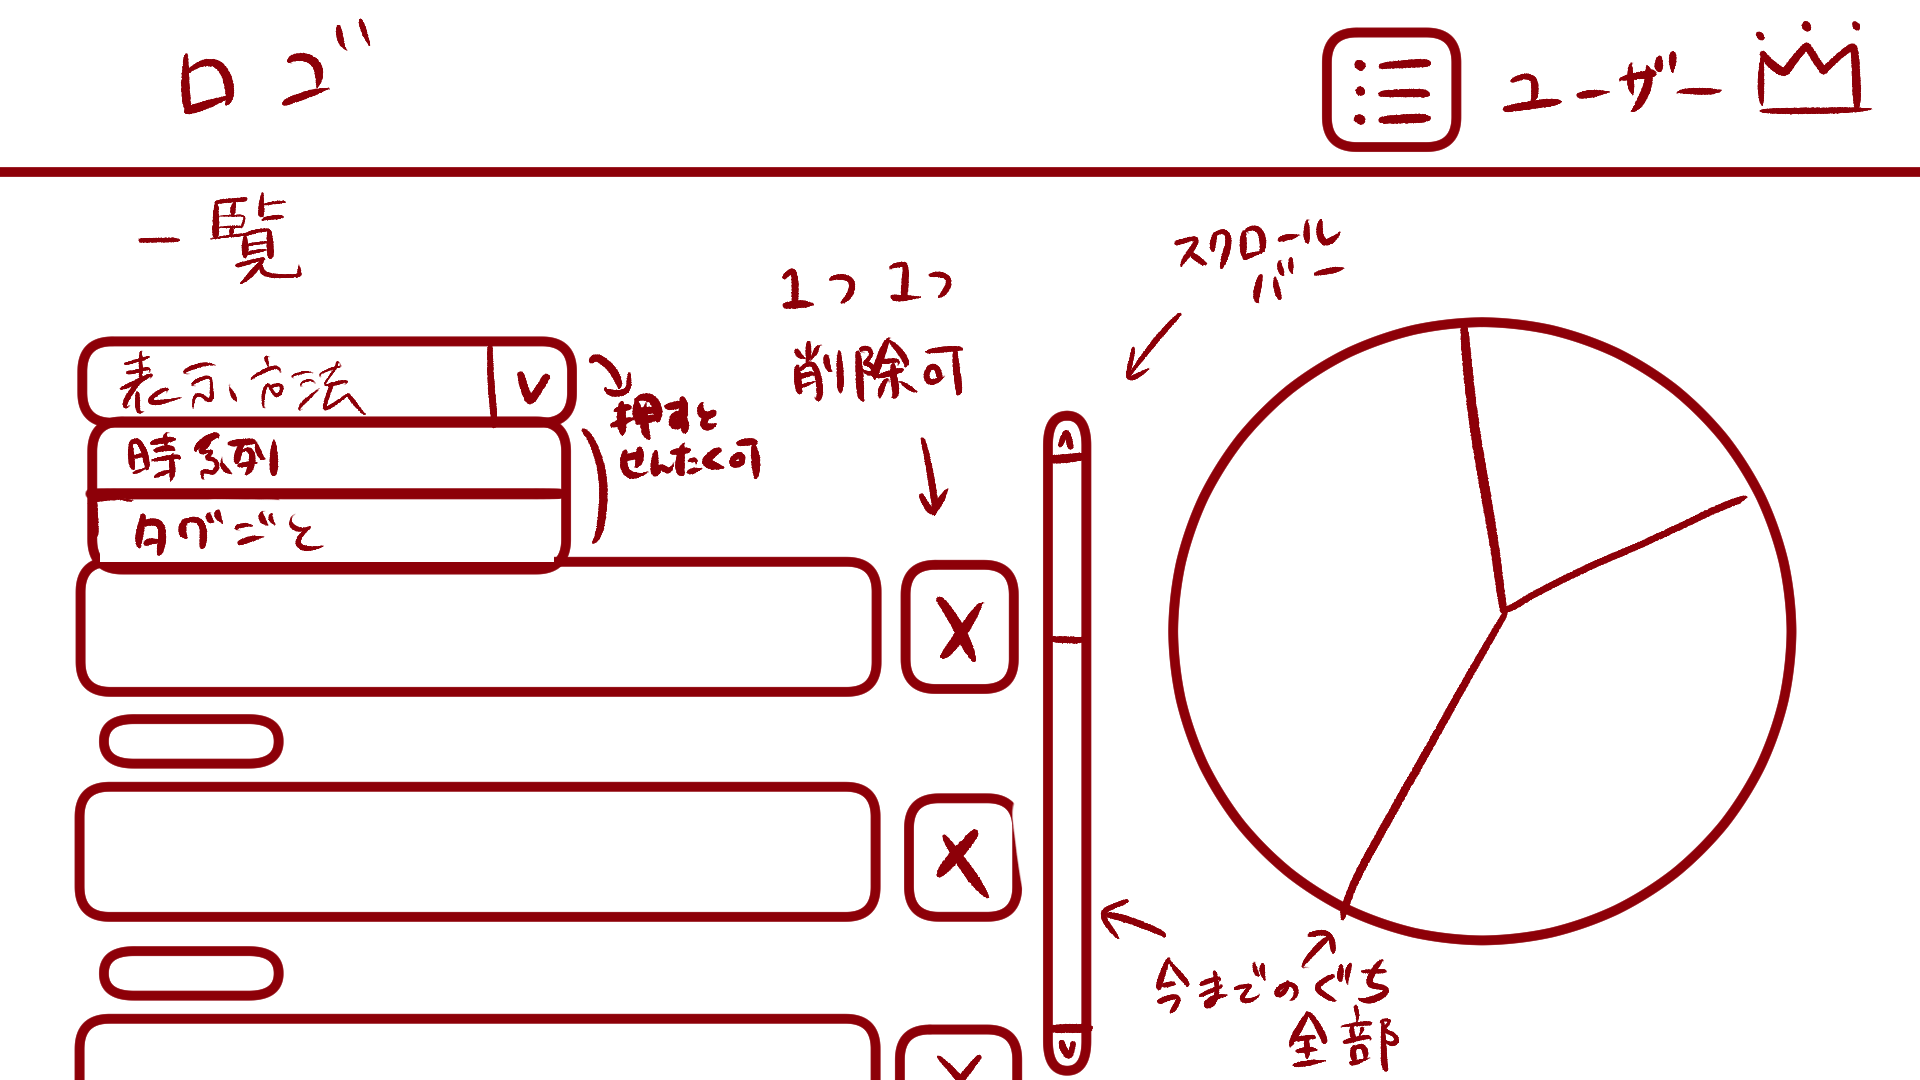 ロゴ
ユーザー
一覧
スクロール
バー
1つ1つ
削除可
表示方法
v
押すと
せんたく可
時系列
タグごと
X
X
X
今までのぐち
全部